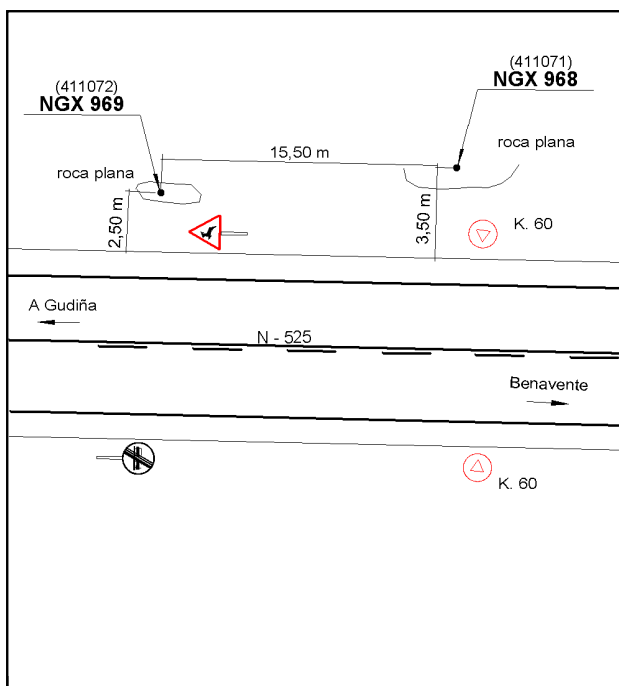 (411072)
NGX 969
(411071)
NGX 968
15,50 m
roca plana
roca plana
2,50 m
3,50 m
K. 60
A Gudiña
N - 525
Benavente
K. 60